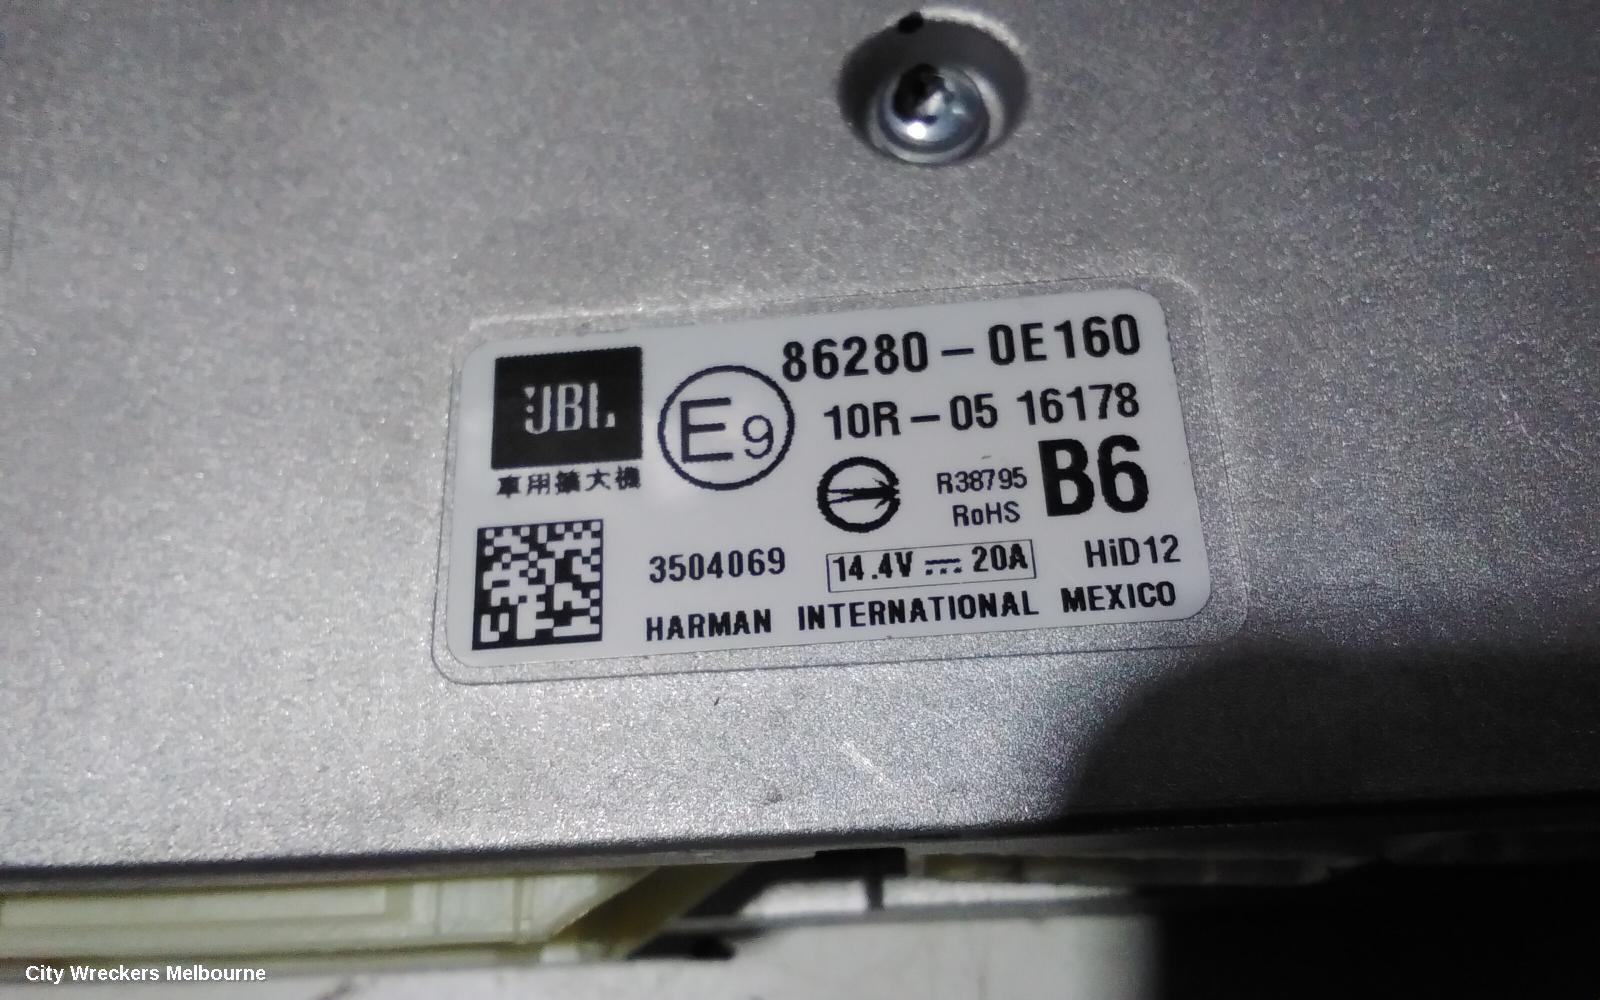 86280-0E160
JBL
E9
10R-05 16178
車用擴大機
R38795
RoHS
B6
3504069
14.4V ⎓ 20A
HiD12
HARMAN INTERNATIONAL MEXICO
City Wreckers Melbourne